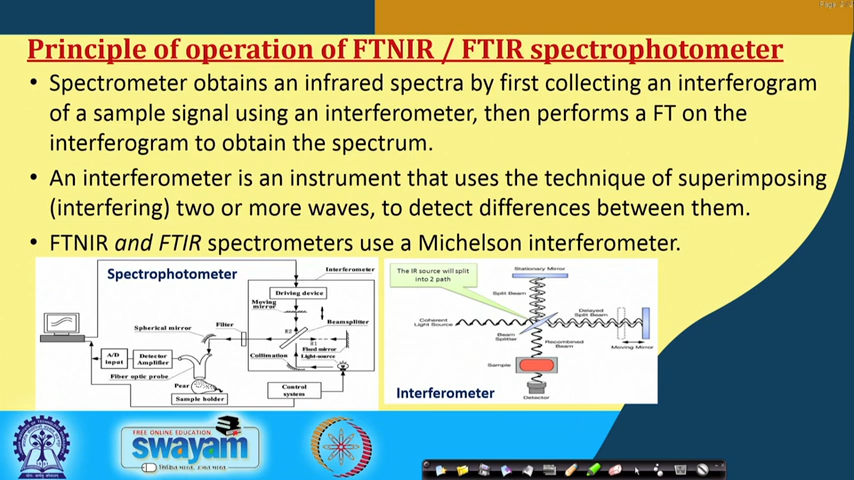 Principle of operation of FTNIR / FTIR spectrophotometer
• Spectrometer obtains an infrared spectra by first collecting an interferogram
of a sample signal using an interferometer, then performs a FT on the
interferogram to obtain the spectrum.
• An interferometer is an instrument that uses the technique of superimposing
(interfering) two or more waves, to detect differences between them.
• FTNIR and FTIR spectrometers use a Michelson interferometer.
Spectrophotometer
Interferometer
Driving device
Moving
mirror
Beamsplitter
Spherical mirror
Filter
Collimation
Light-source
A/D
input
Detector
Amplifier
Fiber optic probe
Pear
Sample holder
Control
system
The IR source will split
into 2 path
Stationary Mirror
Split Beam
Coherent
Light Source
Delayed
Split Beam
Beam
Splitter
Recombined
Beam
Moving Mirror
Sample
Detector
Interferometer
FREE ONLINE EDUCATION
swayam